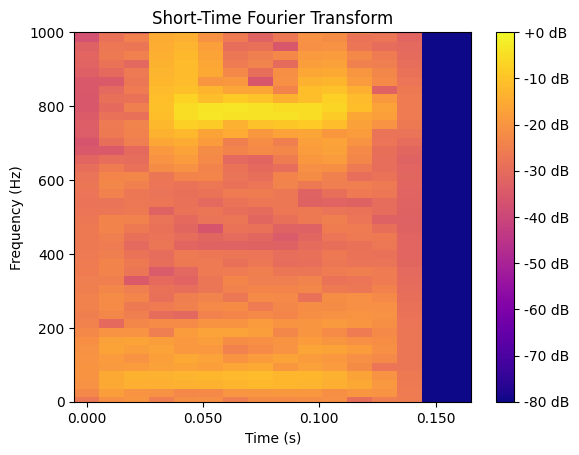 Short-Time Fourier Transform
1000
800
600
400
200
0
Frequency (Hz)
0.000
0.050
0.100
0.150
Time (s)
+0 dB
-10 dB
-20 dB
-30 dB
-40 dB
-50 dB
-60 dB
-70 dB
-80 dB